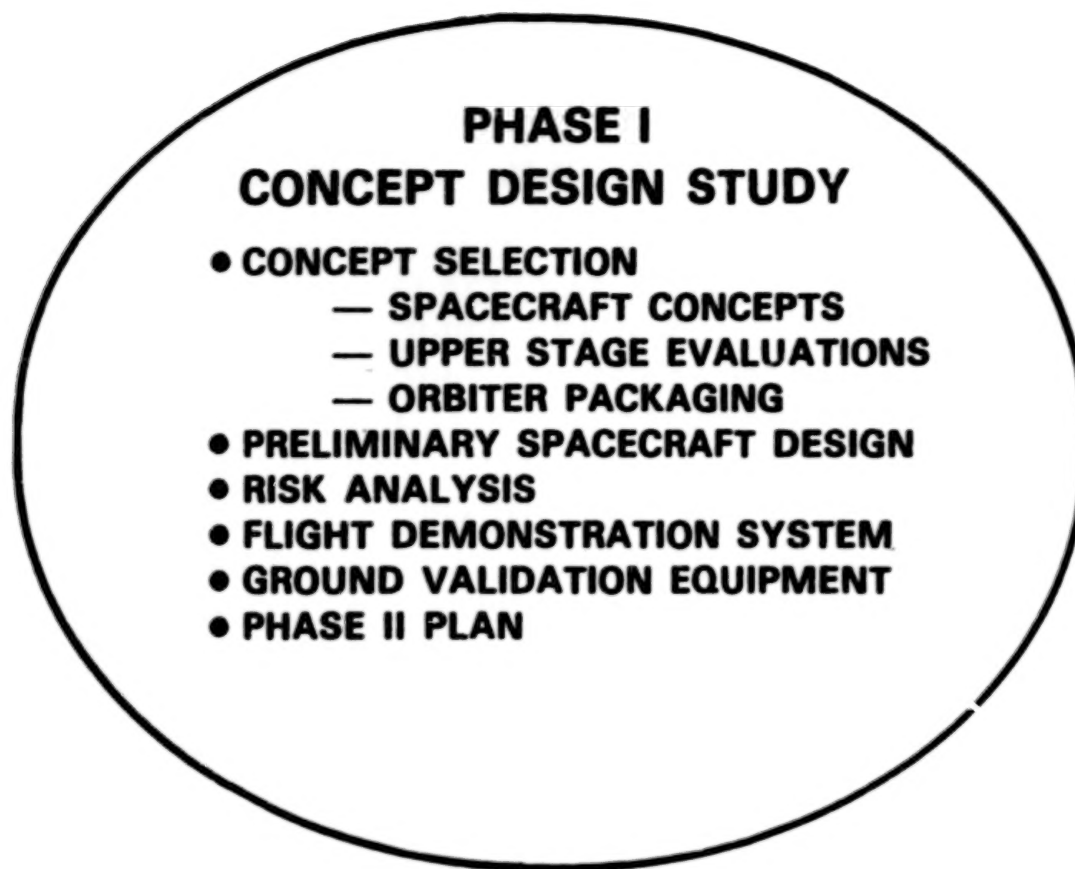 PHASE I
CONCEPT DESIGN STUDY
● CONCEPT SELECTION
— SPACECRAFT CONCEPTS
— UPPER STAGE EVALUATIONS
— ORBITER PACKAGING
● PRELIMINARY SPACECRAFT DESIGN
● RISK ANALYSIS
● FLIGHT DEMONSTRATION SYSTEM
● GROUND VALIDATION EQUIPMENT
● PHASE II PLAN